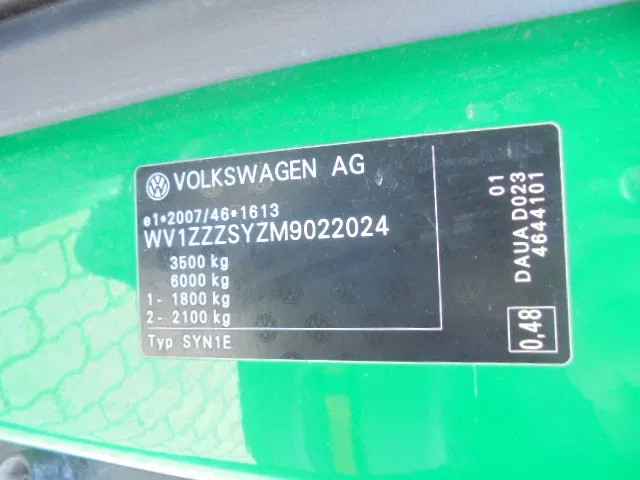 VOLKSWAGEN AG
e1*2007/46*1613
WV1ZZZSYZM9022024
3500 kg
6000 kg
1- 1800 kg
2- 2100 kg
Typ SYN1E
01
DAUA D023
4644101
0,48